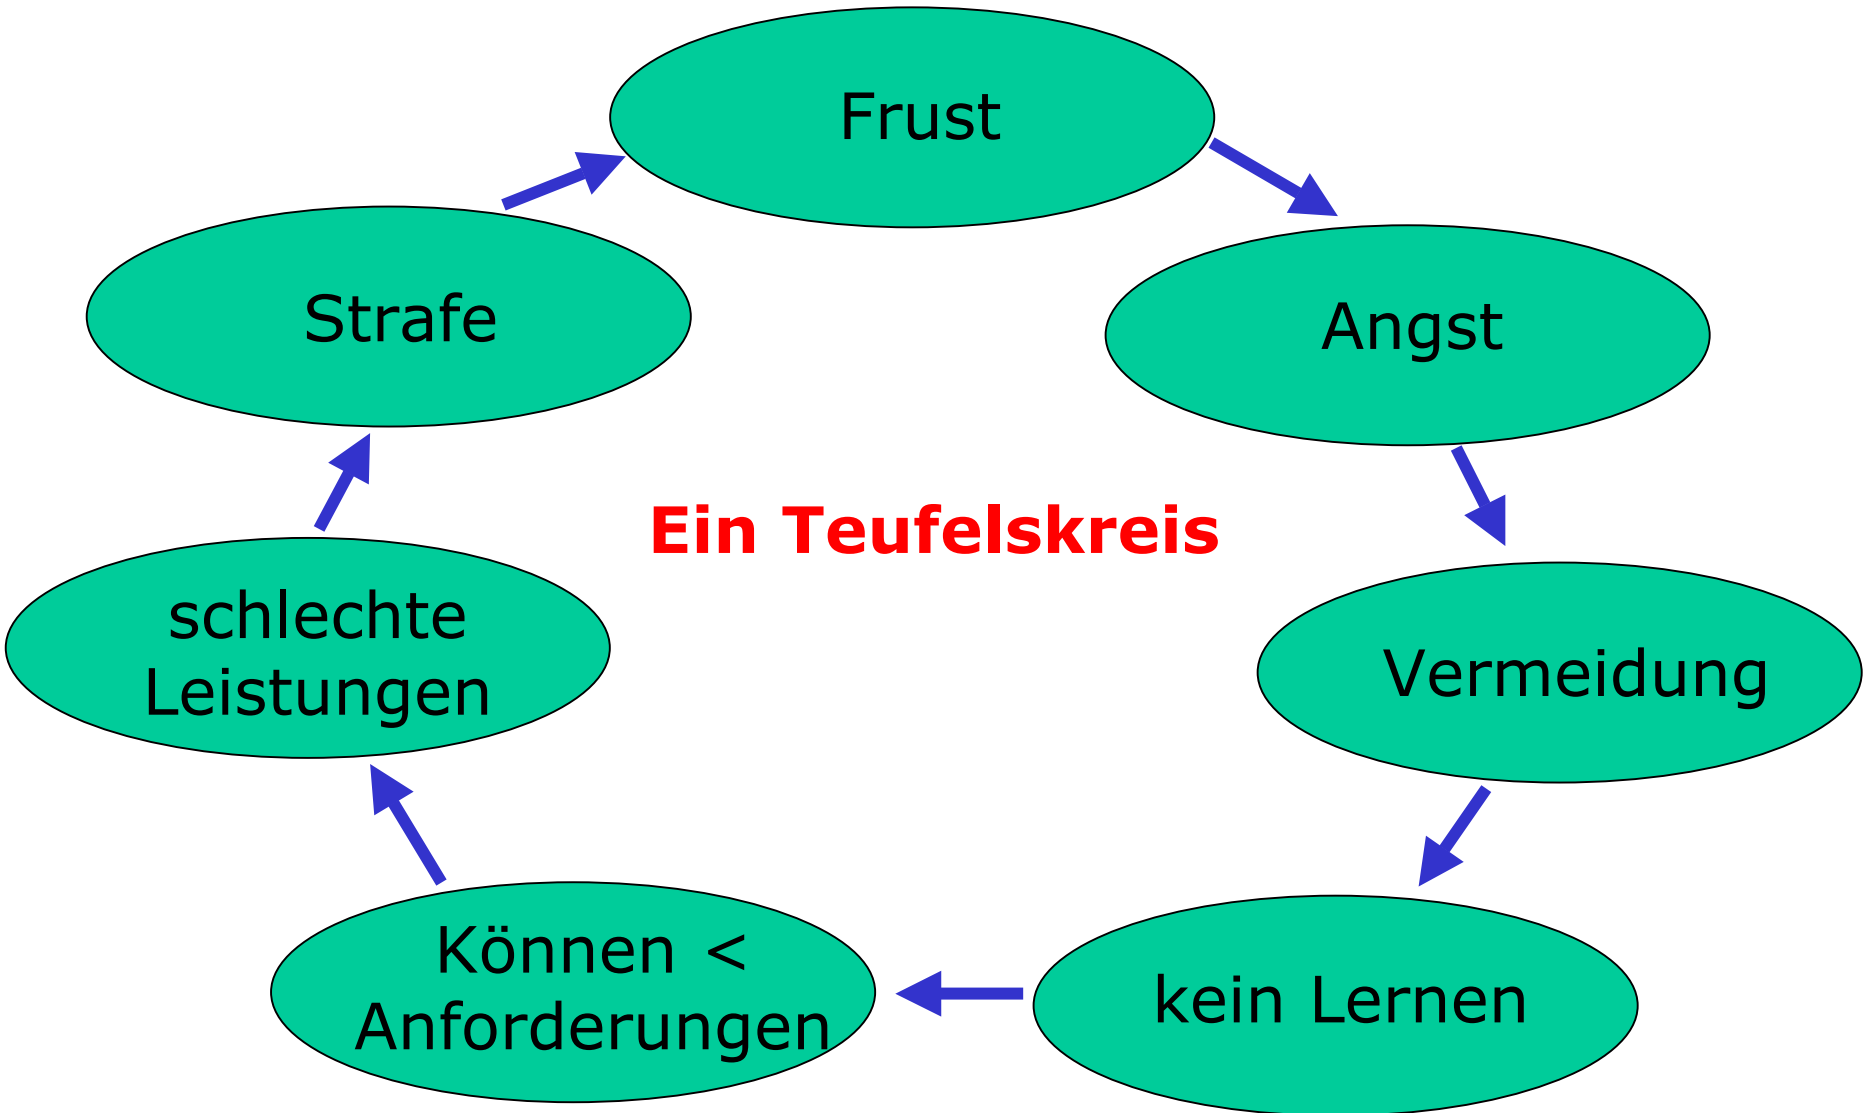 Frust
Strafe
Angst
Ein Teufelskreis
schlechte
Leistungen
Vermeidung
Können <
Anforderungen
kein Lernen